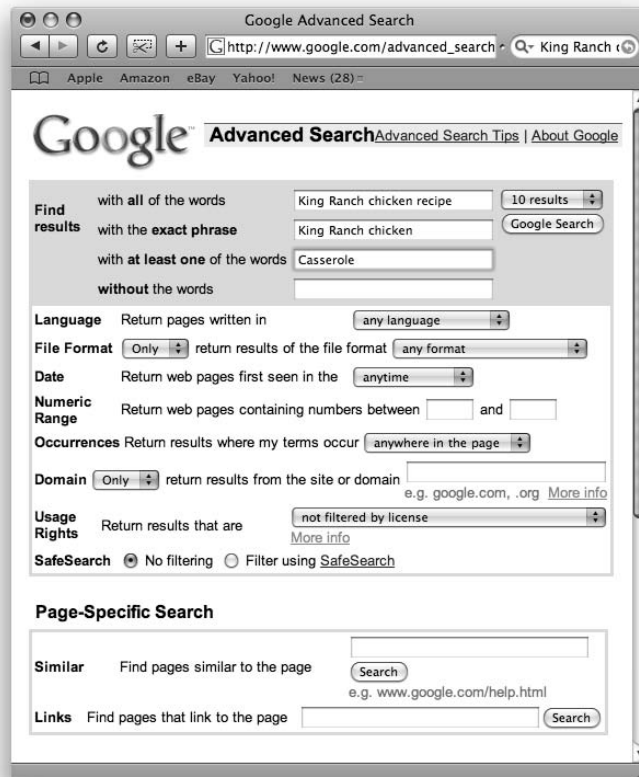 Google Advanced Search
http://www.google.com/advanced_search
King Ranch
Apple Amazon eBay Yahoo! News (28)
Google™ Advanced Search Advanced Search Tips | About Google
Find results
with all of the words King Ranch chicken recipe 10 results
with the exact phrase King Ranch chicken Google Search
with at least one of the words Casserole
without the words
Language Return pages written in any language
File Format Only return results of the file format any format
Date Return web pages first seen in the anytime
Numeric Range Return web pages containing numbers between and
Occurrences Return results where my terms occur anywhere in the page
Domain Only return results from the site or domain
e.g. google.com, .org More info
Usage Rights Return results that are not filtered by license
More info
SafeSearch No filtering Filter using SafeSearch
Page-Specific Search
Similar Find pages similar to the page Search
e.g. www.google.com/help.html
Links Find pages that link to the page Search